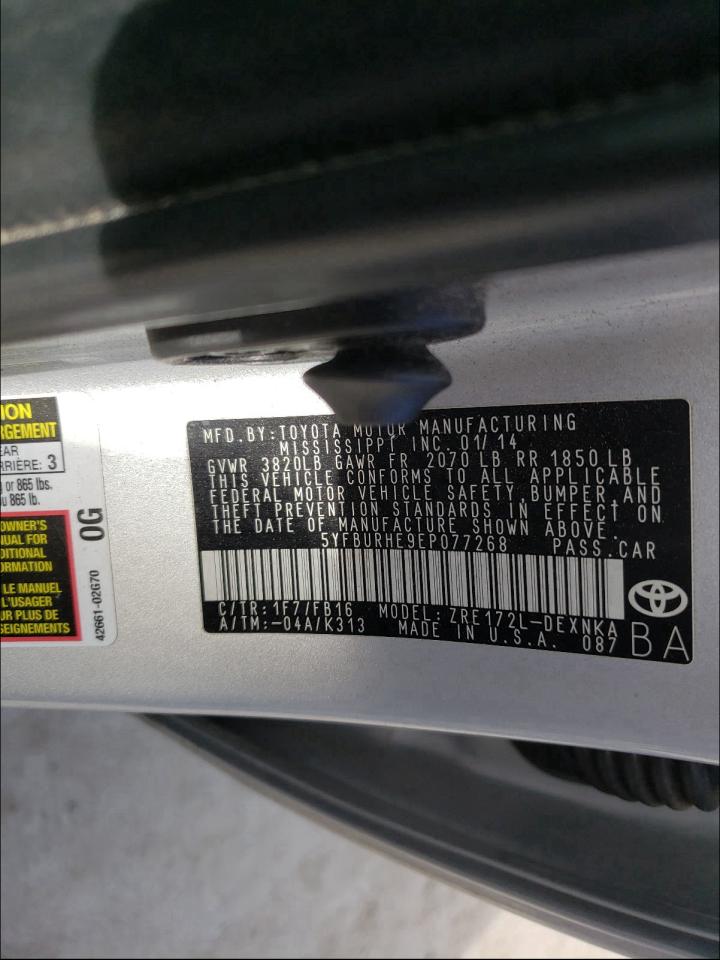 ION
RGEMENT
EAR
RRIÈRE: 3
g or 865 lbs.
ou 865 lb.
OWNER'S
NUAL FOR
DITIONAL
ORMATION
LE MANUEL
L'USAGER
UR PLUS DE
SEIGNEMENTS
0G
42661-02G70
MFD.BY:TOYOTA MOTOR MANUFACTURING
MISSISSIPPI INC. 01/14
GVWR 3820LB GAWR FR 2070 LB RR 1850 LB
THIS VEHICLE CONFORMS TO ALL APPLICABLE
FEDERAL MOTOR VEHICLE SAFETY,BUMPER,AND
THEFT PREVENTION STANDARDS IN EFFECT ON
THE DATE OF MANUFACTURE SHOWN ABOVE.
5YFBURHE9EP077268 PASS.CAR
C/TR:1F7/FB16 MODEL:ZRE172L-DEXNKA
A/TM:-04A/K313 MADE IN U.S.A. 087
BA